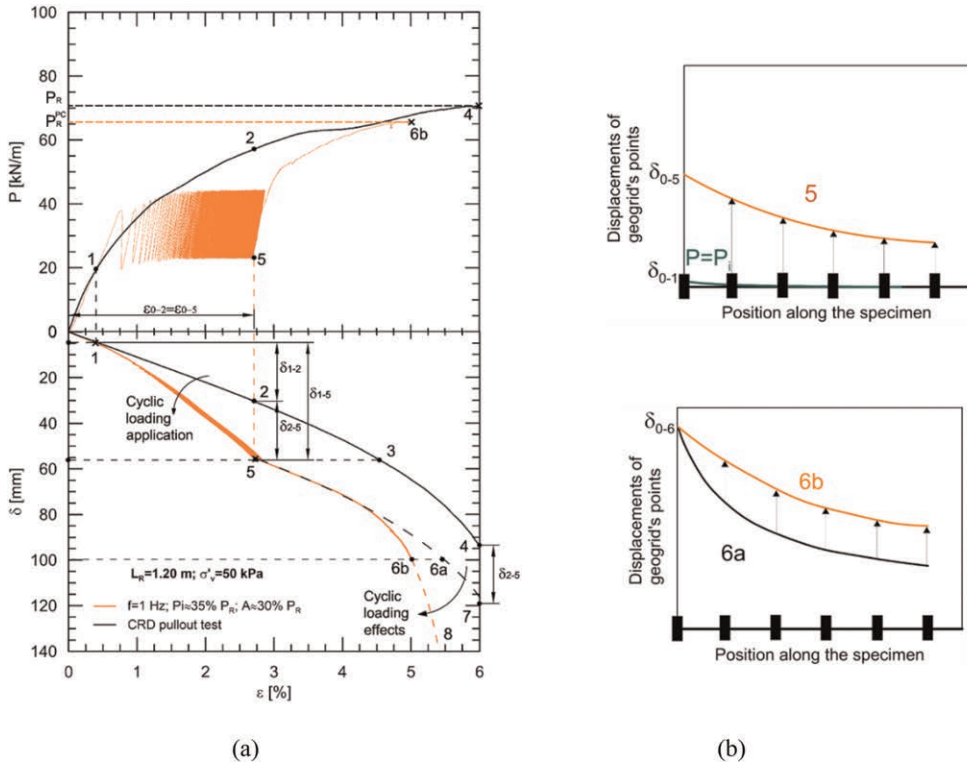 100
80
60
40
20
0
P [kN/m]
P_R
P_R^PC
1
2
4
6b
5
ε₀₋₂=ε₀₋₅
20
40
60
80
100
120
140
δ [mm]
1
2
3
4
5
6b
6a
7
8
δ₁₋₂
δ₂₋₅
δ₁₋₅
δ₂₋₅
Cyclic
loading
application
L_R=1.20 m; σ'_v=50 kPa
f=1 Hz; Pi≈35% P_R; A≈30% P_R
CRD pullout test
Cyclic
loading
effects
0 1 2 3 4 5 6
ε [%]
(a)
Displacements of
geogrid's points
δ₀₋₅
5
P=P_i
δ₀₋₁
Position along the specimen
Displacements of
geogrid's points
δ₀₋₆
6b
6a
Position along the specimen
(b)